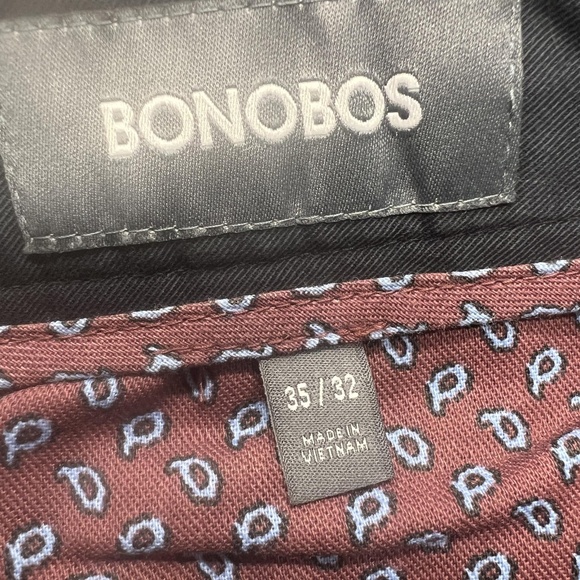 BONOBOS
35 / 32
MADE IN
VIETNAM